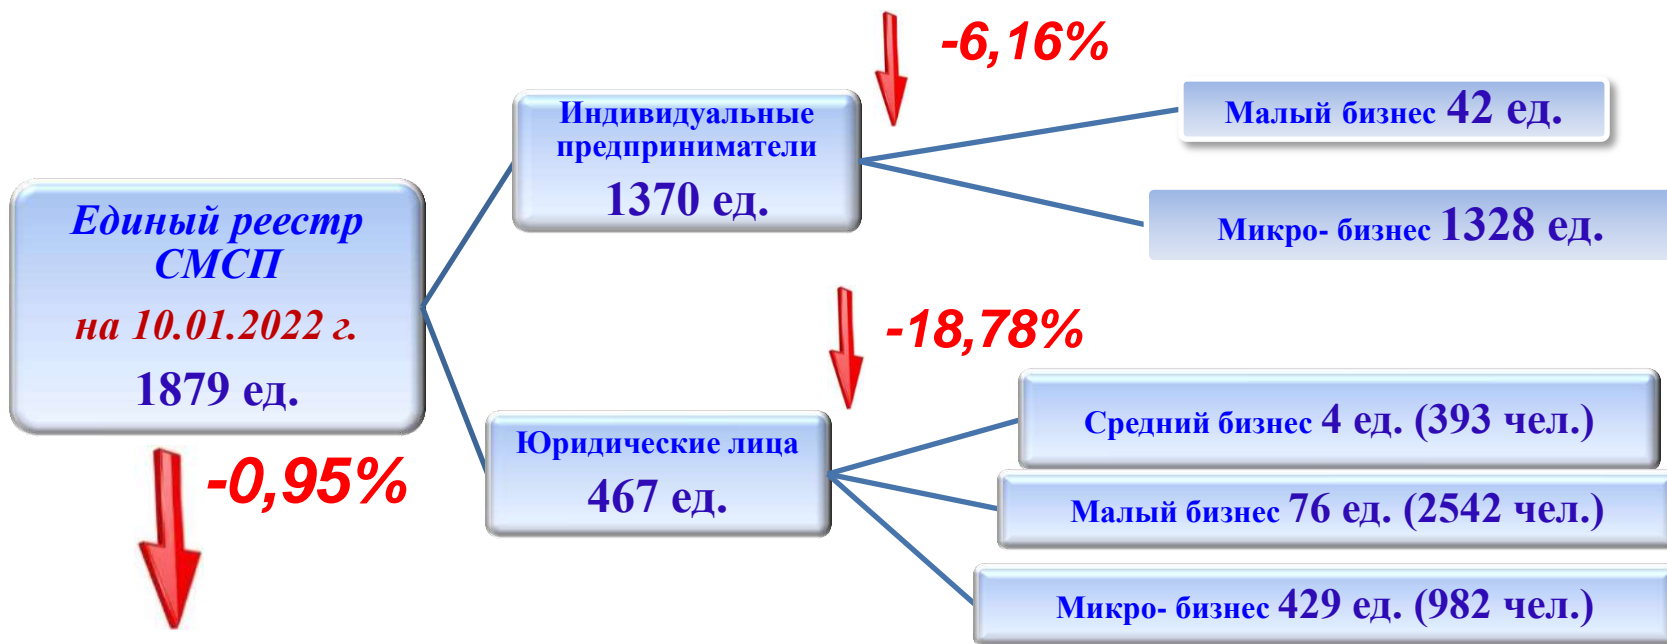 Единый реестр
СМСП
на 10.01.2022 г.
1879 ед.
-0,95%
Индивидуальные
предприниматели
1370 ед.
-6,16%
Малый бизнес 42 ед.
Микро- бизнес 1328 ед.
Юридические лица
467 ед.
-18,78%
Средний бизнес 4 ед. (393 чел.)
Малый бизнес 76 ед. (2542 чел.)
Микро- бизнес 429 ед. (982 чел.)